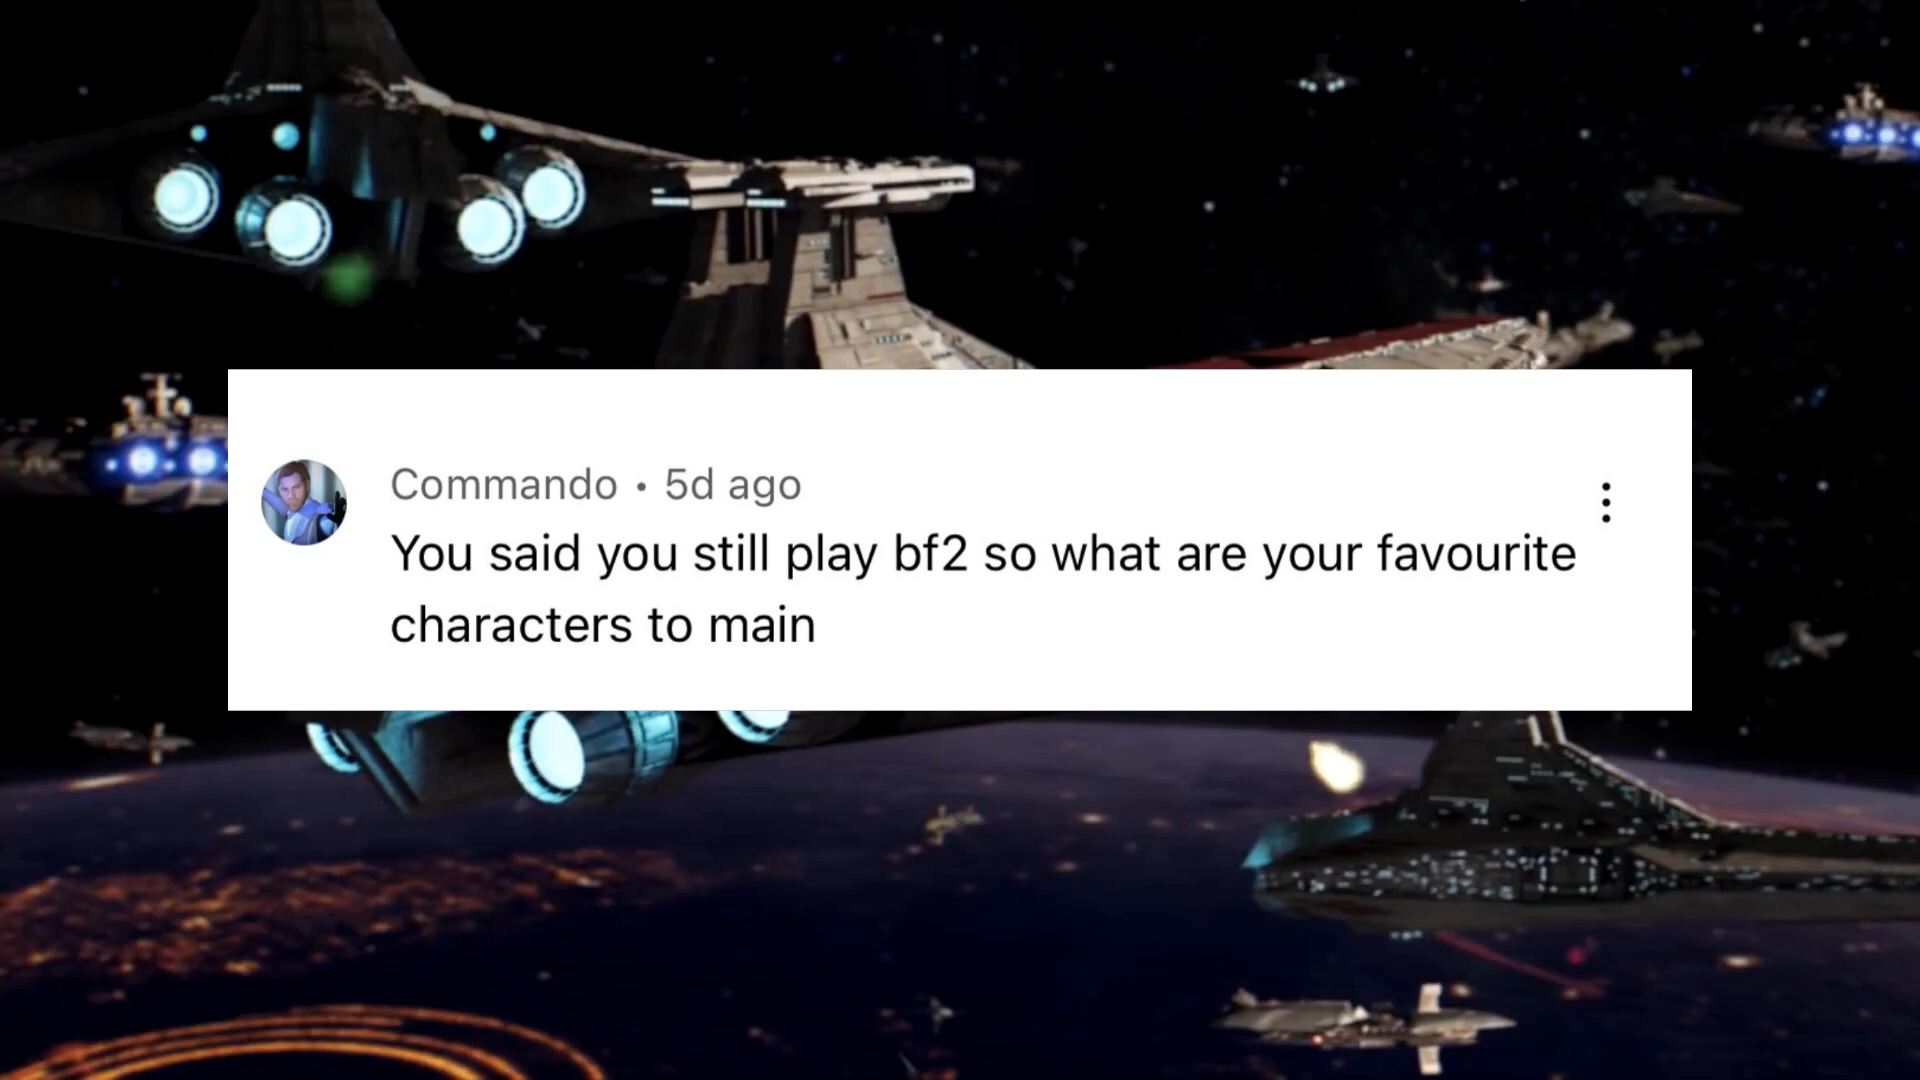 Commando • 5d ago
You said you still play bf2 so what are your favourite
characters to main